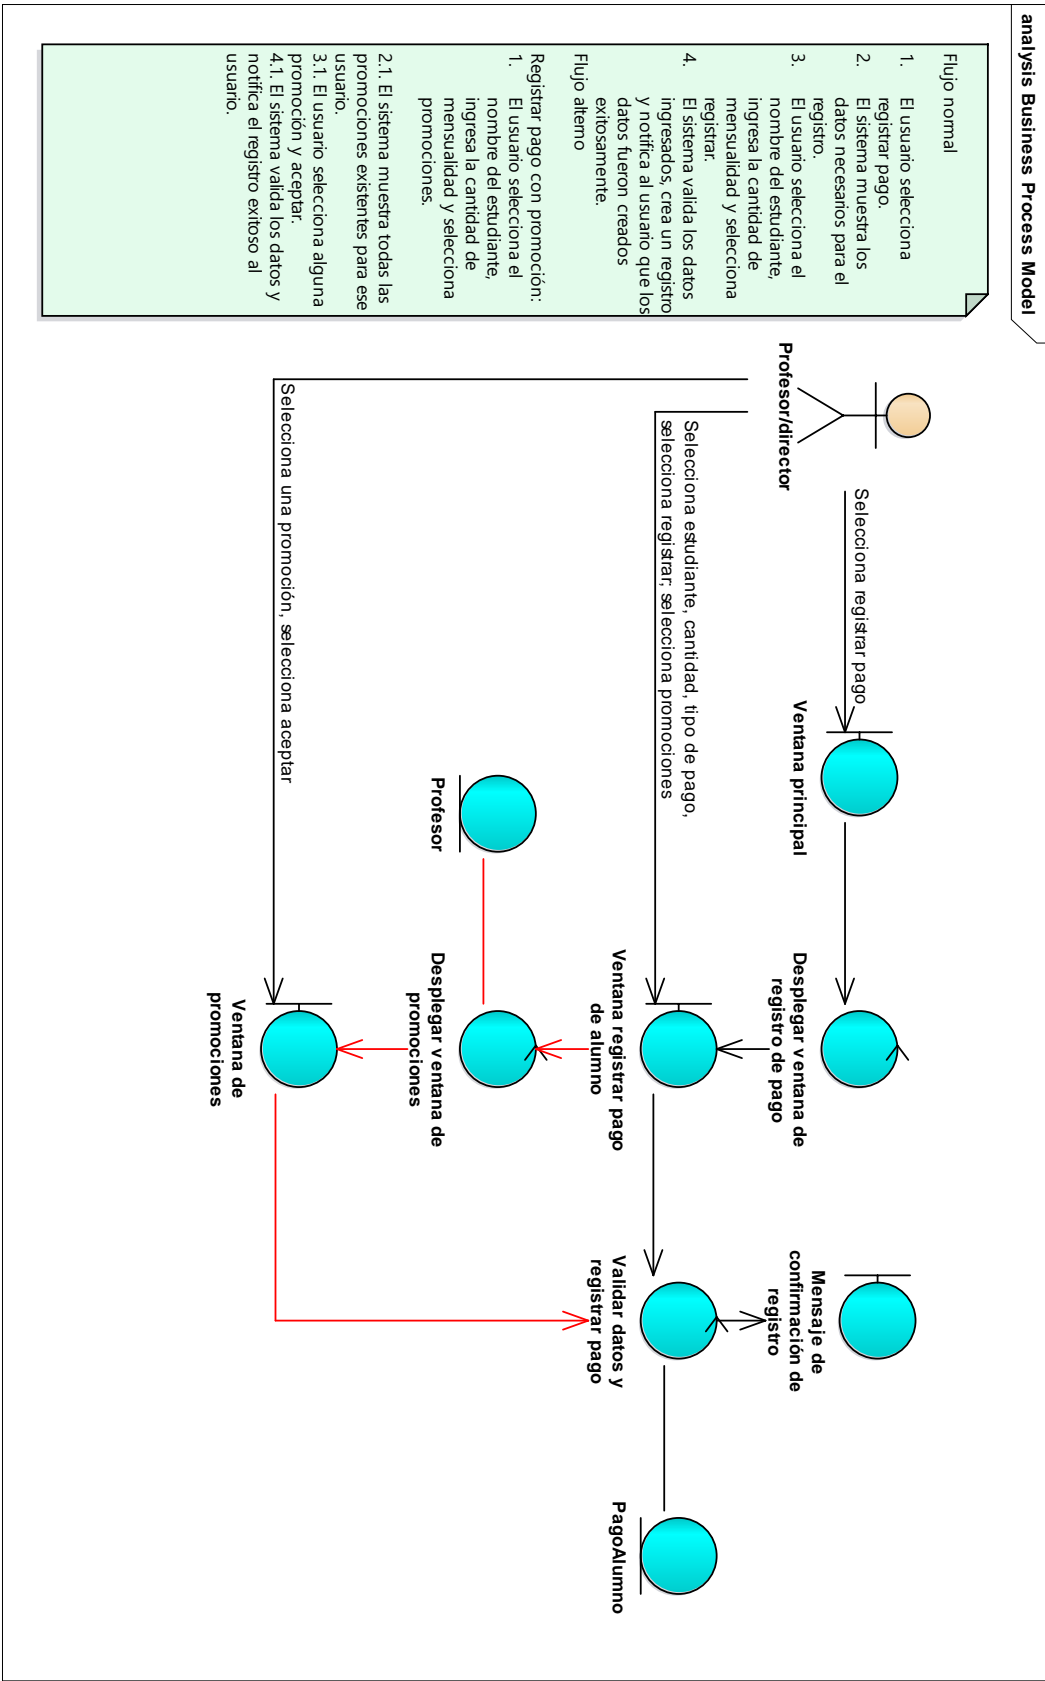 analysis Business Process Model
Flujo normal
1. El usuario selecciona
registrar pago.
2. El sistema muestra los
datos necesarios para el
registro.
3. El usuario selecciona el
nombre del estudiante,
ingresa la cantidad de
mensualidad y selecciona
registrar.
4. El sistema valida los datos
ingresados, crea un registro
y notifica al usuario que los
datos fueron creados
exitosamente.
Flujo alterno
Registrar pago con promoción:
1. El usuario selecciona el
nombre del estudiante,
ingresa la cantidad de
mensualidad y selecciona
promociones.
2.1. El sistema muestra todas las
promociones existentes para ese
usuario.
3.1. El usuario selecciona alguna
promoción y aceptar.
4.1. El sistema valida los datos y
notifica el registro exitoso al
usuario.
Profesor/director
Selecciona registrar pago
Ventana principal
Desplegar ventana de
registro de pago
Mensaje de
confirmación de
registro
Selecciona estudiante, cantidad, tipo de pago,
selecciona registrar; selecciona promociones
Ventana registrar pago
de alumno
Validar datos y
registrar pago
PagoAlumno
Profesor
Desplegar ventana de
promociones
Selecciona una promoción, selecciona aceptar
Ventana de
promociones